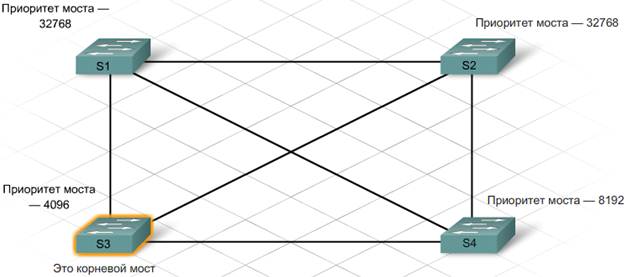 Приоритет моста —
32768
S1
Приоритет моста — 32768
S2
Приоритет моста
— 4096
S3
Это корневой мост
Приоритет моста — 8192
S4